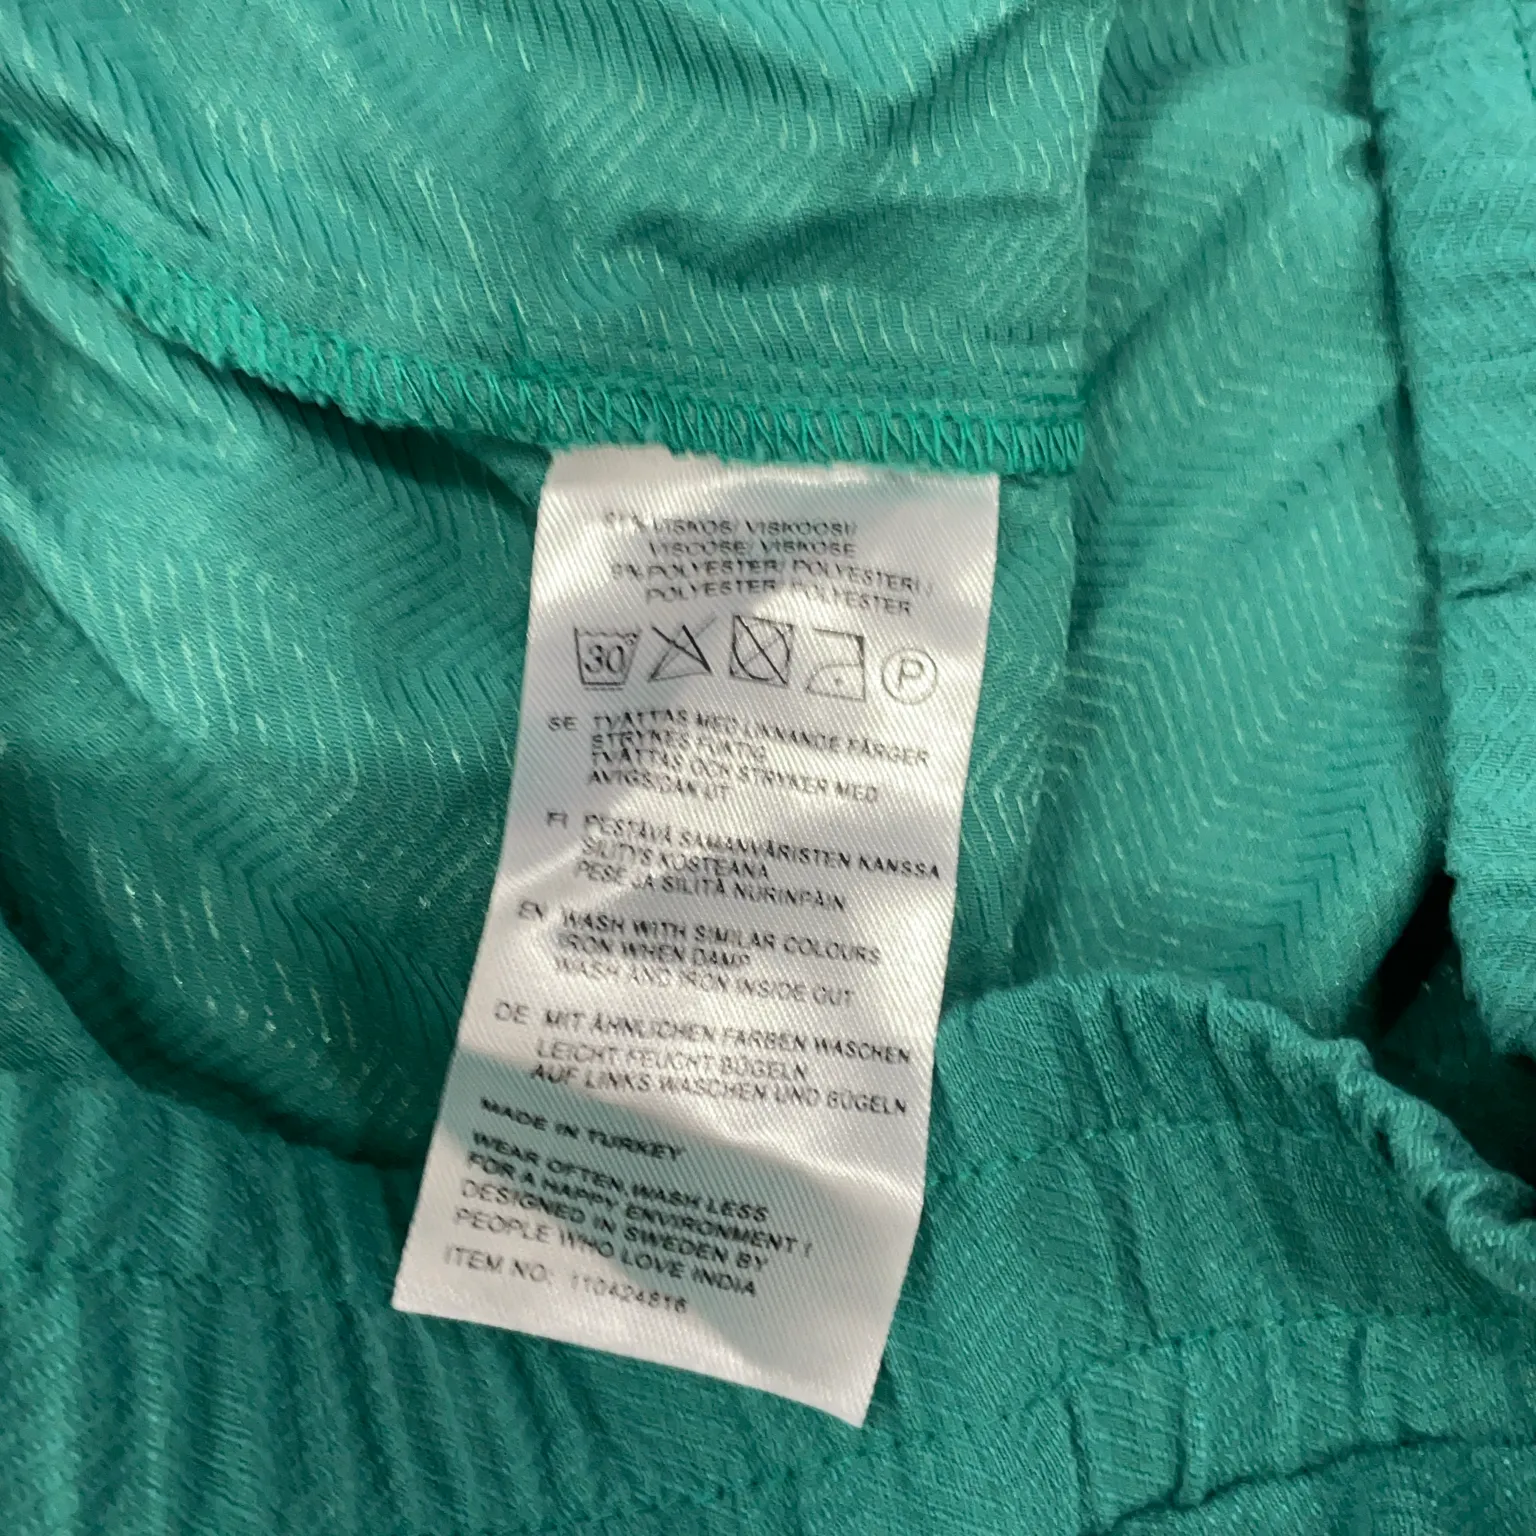 91% VISKOS/ VISKOOSI/
VISCOSE/ VISKOSE
9% POLYESTER/ POLYESTERI /
POLYESTER/ POLYESTER
30° P
SE TVÄTTAS MED LIKNANDE FÄRGER
STRYKES FUKTIG
TVÄTTAS OCH STRYKER MED
AVIGSIDAN UT
FI PESTÄVÄ SAMANVÄRISTEN KANSSA
SILITYS KOSTEANA
PESE JA SILITÄ NURINPÄIN
EN WASH WITH SIMILAR COLOURS
IRON WHEN DAMP
WASH AND IRON INSIDE OUT
DE MIT ÄHNLICHEN FARBEN WASCHEN
LEICHT FEUCHT BÜGELN
AUF LINKS WASCHEN UND BÜGELN
MADE IN TURKEY
WEAR OFTEN, WASH LESS
FOR A HAPPY ENVIRONMENT !
DESIGNED IN SWEDEN BY
PEOPLE WHO LOVE INDIA
ITEM NO: 110424816